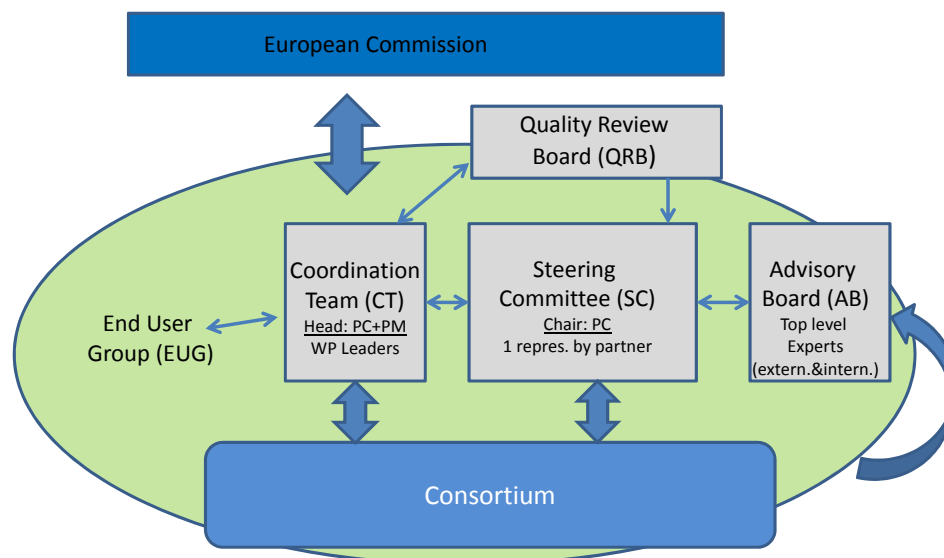 European Commission
Quality Review
Board (QRB)
Coordination
Team (CT)
Head: PC+PM
WP Leaders
Steering
Committee (SC)
Chair: PC
1 repres. by partner
Advisory
Board (AB)
Top level
Experts
(extern.&intern.)
End User
Group (EUG)
Consortium